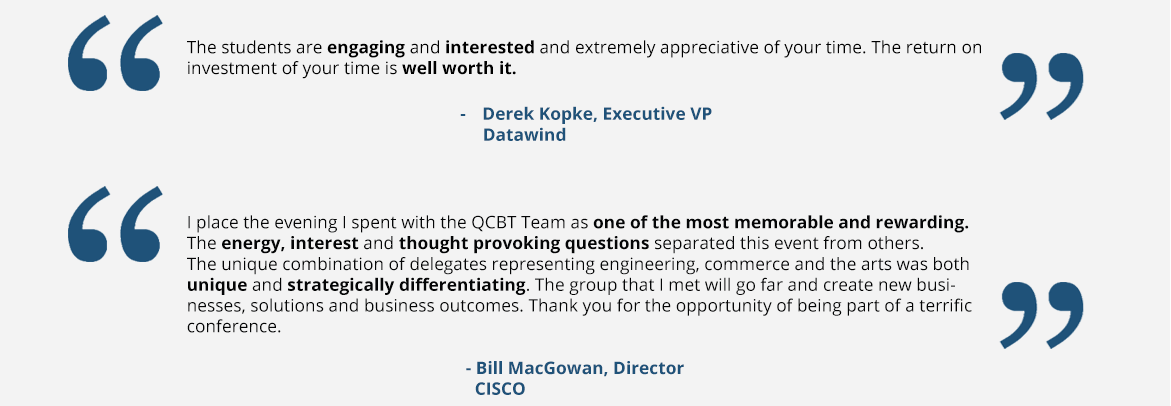 The students are engaging and interested and extremely appreciative of your time. The return on
investment of your time is well worth it.
- Derek Kopke, Executive VP
Datawind
I place the evening I spent with the QCBT Team as one of the most memorable and rewarding.
The energy, interest and thought provoking questions separated this event from others.
The unique combination of delegates representing engineering, commerce and the arts was both
unique and strategically differentiating. The group that I met will go far and create new busi-
nesses, solutions and business outcomes. Thank you for the opportunity of being part of a terrific
conference.
- Bill MacGowan, Director
CISCO